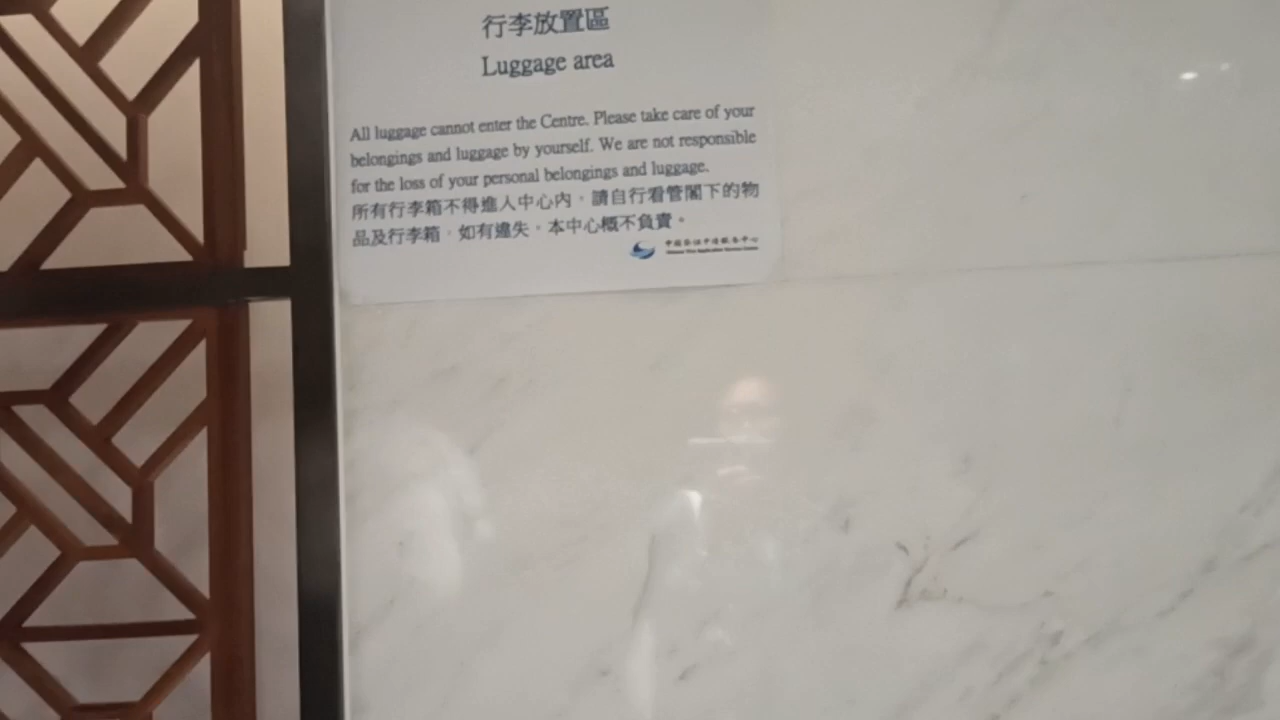 行李放置區
Luggage area
All luggage cannot enter the Centre. Please take care of your
belongings and luggage by yourself. We are not responsible
for the loss of your personal belongings and luggage.
所有行李箱不得進入中心內，請自行看管閣下的物
品及行李箱，如有遺失，本中心概不負責。
中國簽證申請服務中心
Chinese Visa Application Service Centre